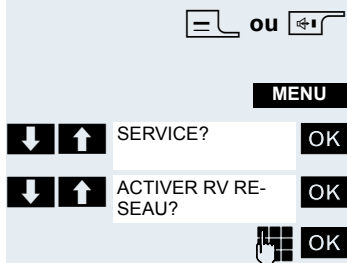 ou
MENU
SERVICE? OK
ACTIVER RV RE-
SEAU? OK
OK